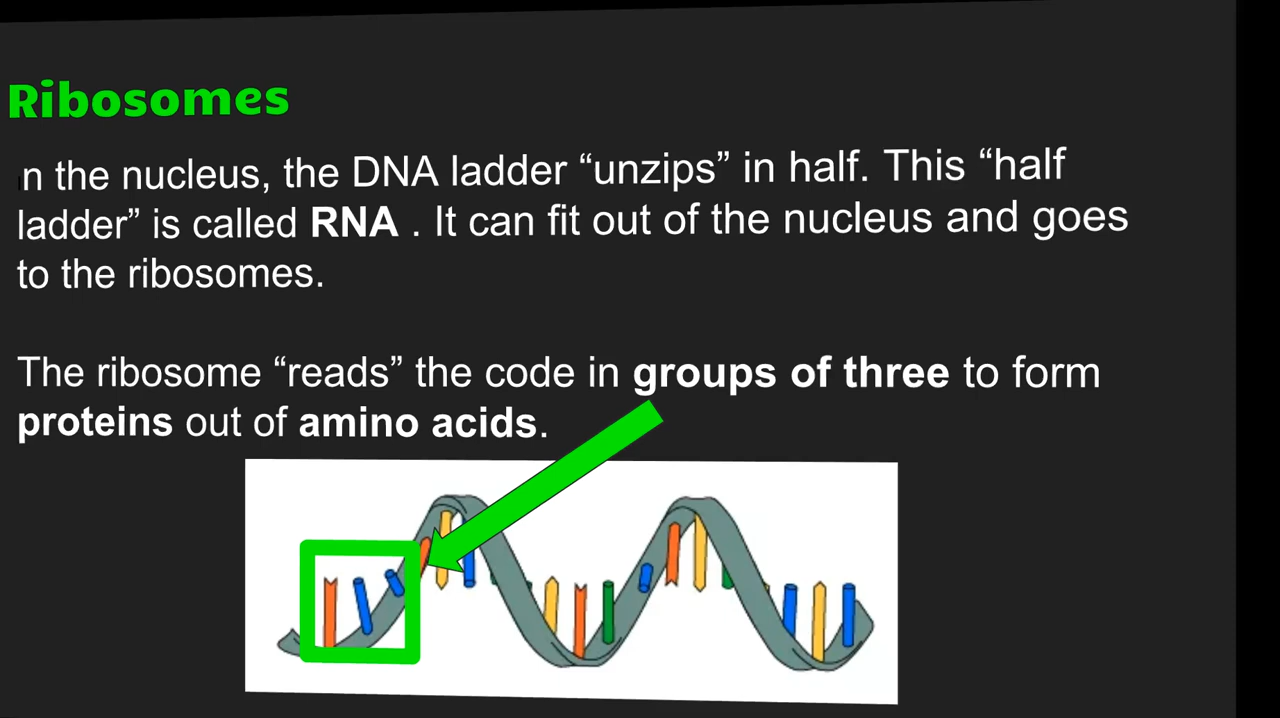 Ribosomes
n the nucleus, the DNA ladder “unzips” in half. This “half
ladder” is called RNA . It can fit out of the nucleus and goes
to the ribosomes.
The ribosome “reads” the code in groups of three to form
proteins out of amino acids.